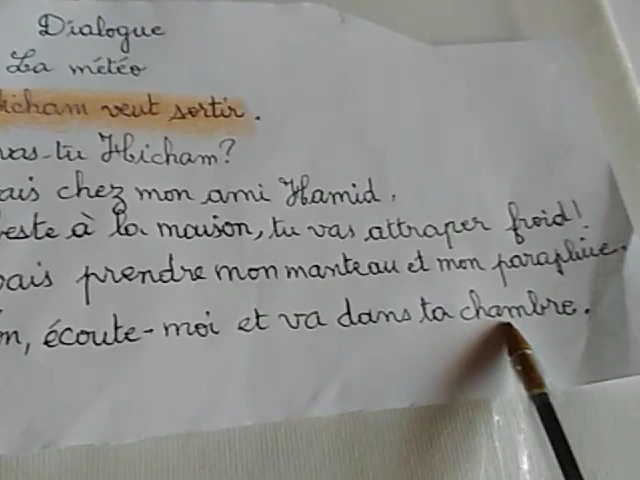 Dialogue
La météo
hicham veut sortir.
vas-tu Hicham?
ais chez mon ami Hamid.
este à la maison, tu vas attraper froid!
vais prendre mon manteau et mon parapluie.
n, écoute-moi et va dans ta chambre.